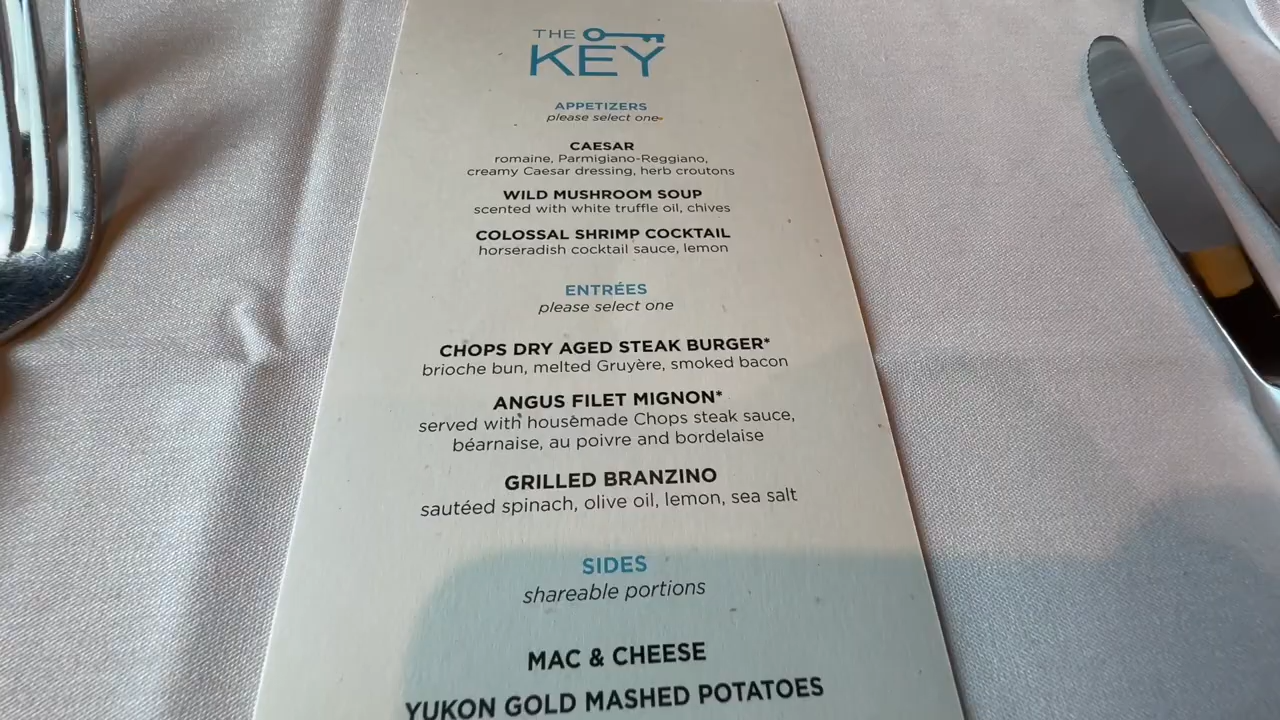 THE
KEY
APPETIZERS
please select one
CAESAR
romaine, Parmigiano-Reggiano,
creamy Caesar dressing, herb croutons
WILD MUSHROOM SOUP
scented with white truffle oil, chives
COLOSSAL SHRIMP COCKTAIL
horseradish cocktail sauce, lemon
ENTRÉES
please select one
CHOPS DRY AGED STEAK BURGER*
brioche bun, melted Gruyère, smoked bacon
ANGUS FILET MIGNON*
served with housemade Chops steak sauce,
béarnaise, au poivre and bordelaise
GRILLED BRANZINO
sautéed spinach, olive oil, lemon, sea salt
SIDES
shareable portions
MAC & CHEESE
YUKON GOLD MASHED POTATOES